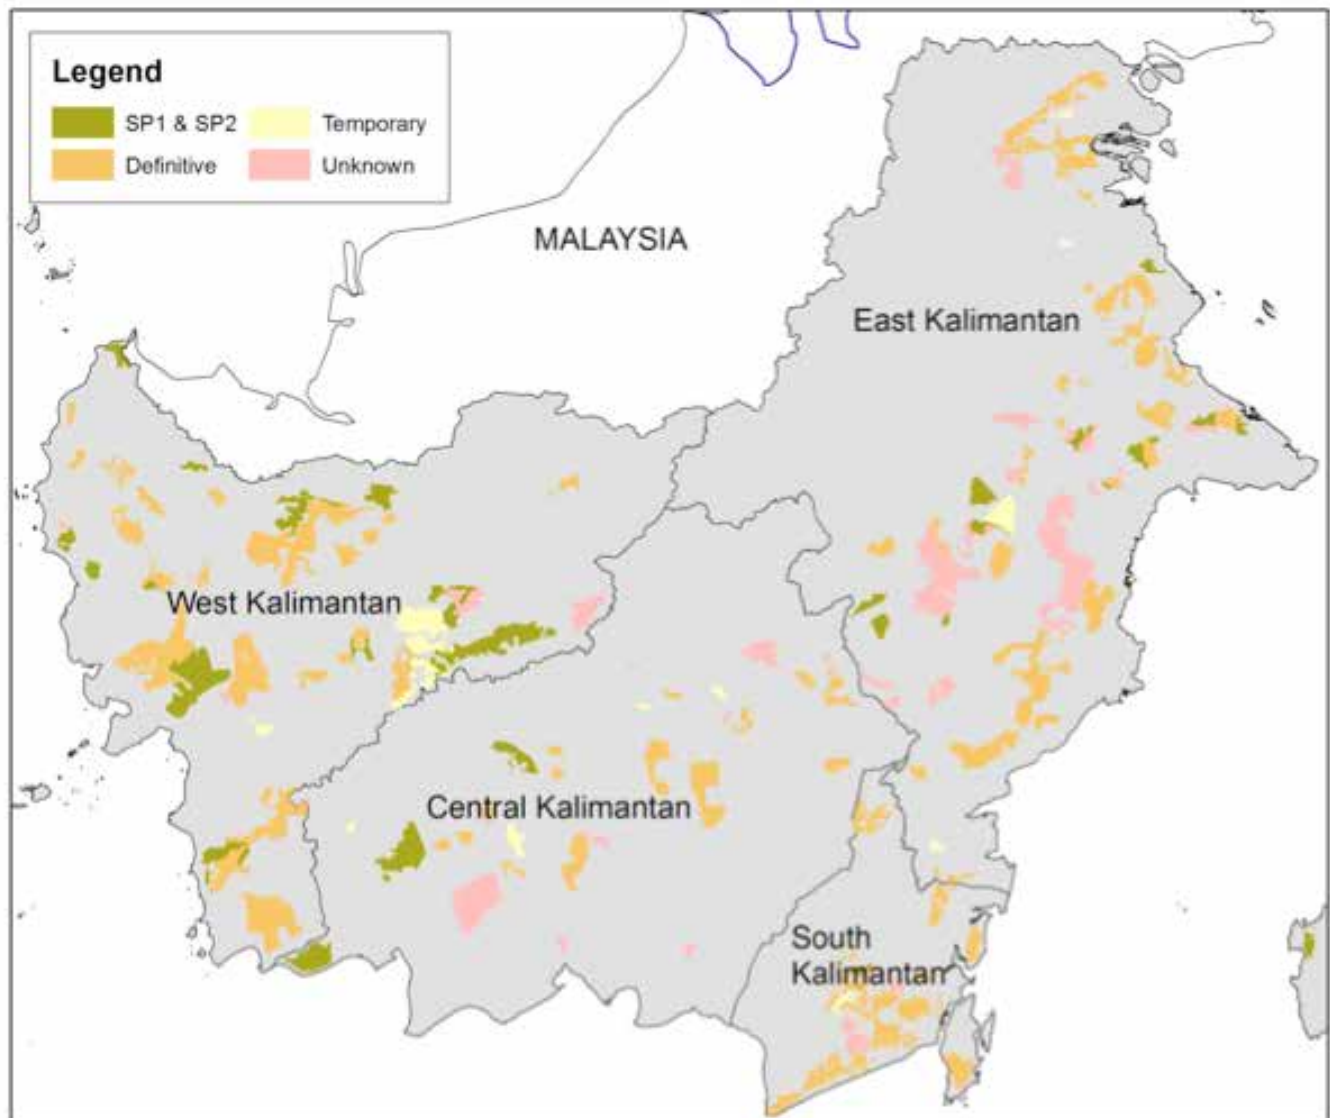 Legend
SP1 & SP2
Temporary
Definitive
Unknown
MALAYSIA
East Kalimantan
West Kalimantan
Central Kalimantan
South
Kalimantan